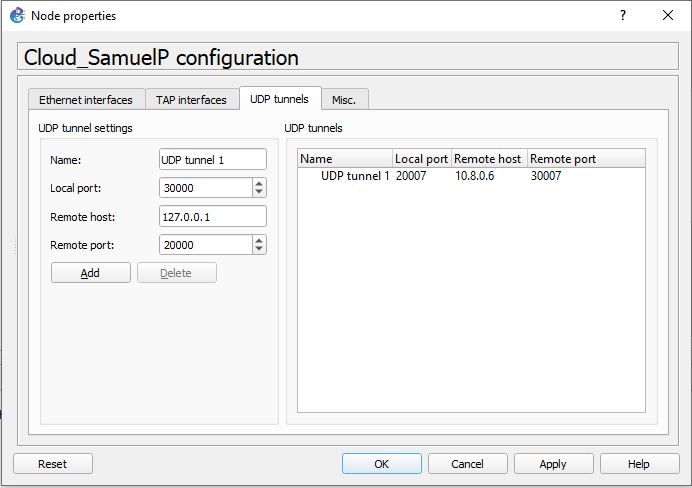 Node properties
? ×
Cloud_SamuelP configuration
Ethernet interfaces TAP interfaces UDP tunnels Misc.
UDP tunnel settings
Name: UDP tunnel 1
Local port: 30000
Remote host: 127.0.0.1
Remote port: 20000
Add Delete
UDP tunnels
Name Local port Remote host Remote port
UDP tunnel 1 20007 10.8.0.6 30007
Reset OK Cancel Apply Help